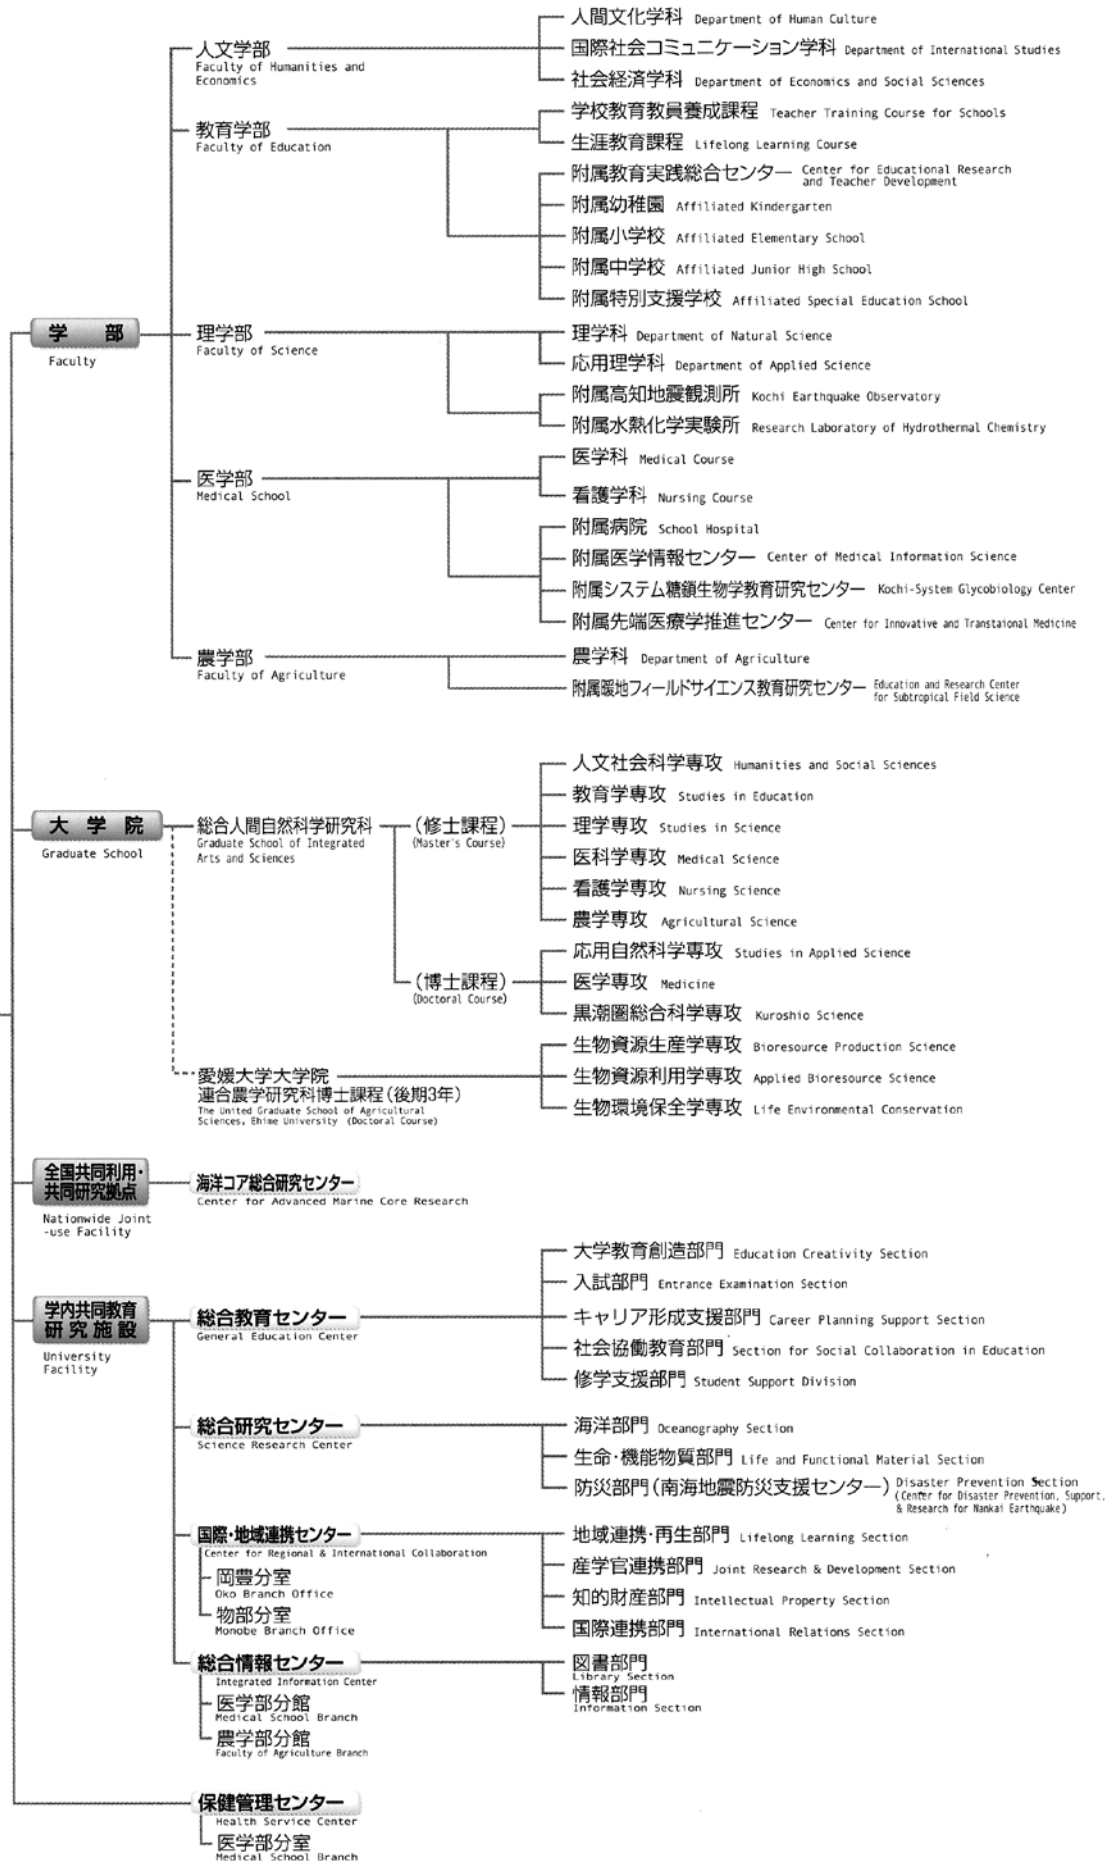 学部
Faculty
人文学部
Faculty of Humanities and
Economics
人間文化学科 Department of Human Culture
国際社会コミュニケーション学科 Department of International Studies
社会経済学科 Department of Economics and Social Sciences
教育学部
Faculty of Education
学校教育教員養成課程 Teacher Training Course for Schools
生涯教育課程 Lifelong Learning Course
附属教育実践総合センター Center for Educational Research
and Teacher Development
附属幼稚園 Affiliated Kindergarten
附属小学校 Affiliated Elementary School
附属中学校 Affiliated Junior High School
附属特別支援学校 Affiliated Special Education School
理学部
Faculty of Science
理学科 Department of Natural Science
応用理学科 Department of Applied Science
附属高知地震観測所 Kochi Earthquake Observatory
附属水熱化学実験所 Research Laboratory of Hydrothermal Chemistry
医学部
Medical School
医学科 Medical Course
看護学科 Nursing Course
附属病院 School Hospital
附属医学情報センター Center of Medical Information Science
附属システム糖鎖生物学教育研究センター Kochi-System Glycobiology Center
附属先端医療学推進センター Center for Innovative and Transtaional Medicine
農学部
Faculty of Agriculture
農学科 Department of Agriculture
附属暖地フィールドサイエンス教育研究センター Education and Research Center
for Subtropical Field Science
大学院
Graduate School
総合人間自然科学研究科
Graduate School of Integrated
Arts and Sciences
(修士課程)
(Master's Course)
人文社会科学専攻 Humanities and Social Sciences
教育学専攻 Studies in Education
理学専攻 Studies in Science
医科学専攻 Medical Science
看護学専攻 Nursing Science
農学専攻 Agricultural Science
(博士課程)
(Doctoral Course)
応用自然科学専攻 Studies in Applied Science
医学専攻 Medicine
黒潮圏総合科学専攻 Kuroshio Science
愛媛大学大学院
連合農学研究科博士課程(後期3年)
The United Graduate School of Agricultural
Sciences, Ehime University (Doctoral Course)
生物資源生産学専攻 Bioresource Production Science
生物資源利用学専攻 Applied Bioresource Science
生物環境保全学専攻 Life Environmental Conservation
全国共同利用・
共同研究拠点
Nationwide Joint
-use Facility
海洋コア総合研究センター
Center for Advanced Marine Core Research
学内共同教育
研究施設
University
Facility
総合教育センター
General Education Center
大学教育創造部門 Education Creativity Section
入試部門 Entrance Examination Section
キャリア形成支援部門 Career Planning Support Section
社会協働教育部門 Section for Social Collaboration in Education
修学支援部門 Student Support Division
総合研究センター
Science Research Center
海洋部門 Oceanography Section
生命・機能物質部門 Life and Functional Material Section
防災部門(南海地震防災支援センター) Disaster Prevention Section
(Center for Disaster Prevention, Support,
& Research for Nankai Earthquake)
国際・地域連携センター
Center for Regional & International Collaboration
岡豊分室
Oko Branch Office
物部分室
Monobe Branch Office
地域連携・再生部門 Lifelong Learning Section
産学官連携部門 Joint Research & Development Section
知的財産部門 Intellectual Property Section
国際連携部門 International Relations Section
総合情報センター
Integrated Information Center
医学部分館
Medical School Branch
農学部分館
Faculty of Agriculture Branch
図書部門
Library Section
情報部門
Information Section
保健管理センター
Health Service Center
医学部分室
Medical School Branch